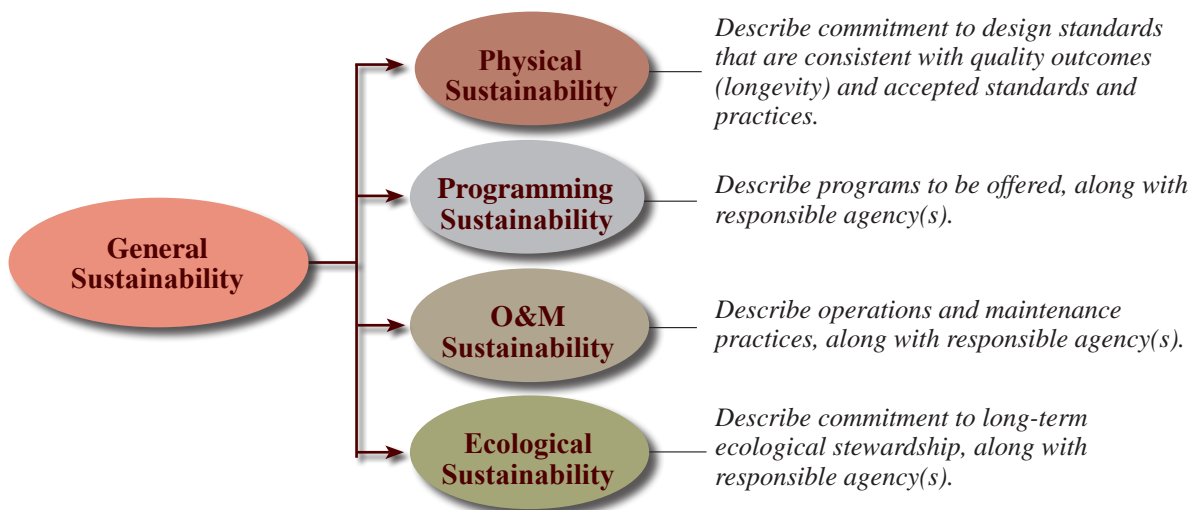 General
Sustainability
Physical
Sustainability
Describe commitment to design standards
that are consistent with quality outcomes
(longevity) and accepted standards and
practices.
Programming
Sustainability
Describe programs to be offered, along with
responsible agency(s).
O&M
Sustainability
Describe operations and maintenance
practices, along with responsible agency(s).
Ecological
Sustainability
Describe commitment to long-term
ecological stewardship, along with
responsible agency(s).